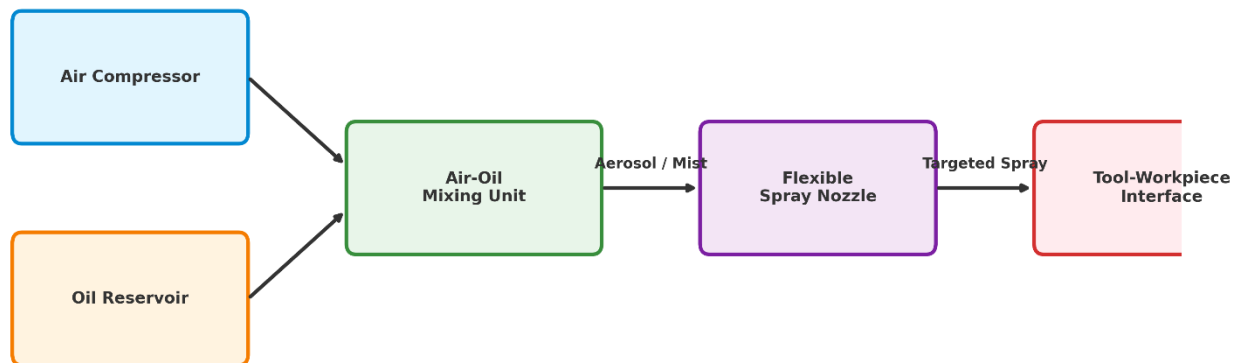 Air Compressor
Oil Reservoir
Air-Oil
Mixing Unit
Aerosol / Mist
Flexible
Spray Nozzle
Targeted Spray
Tool-Workpiece
Interface